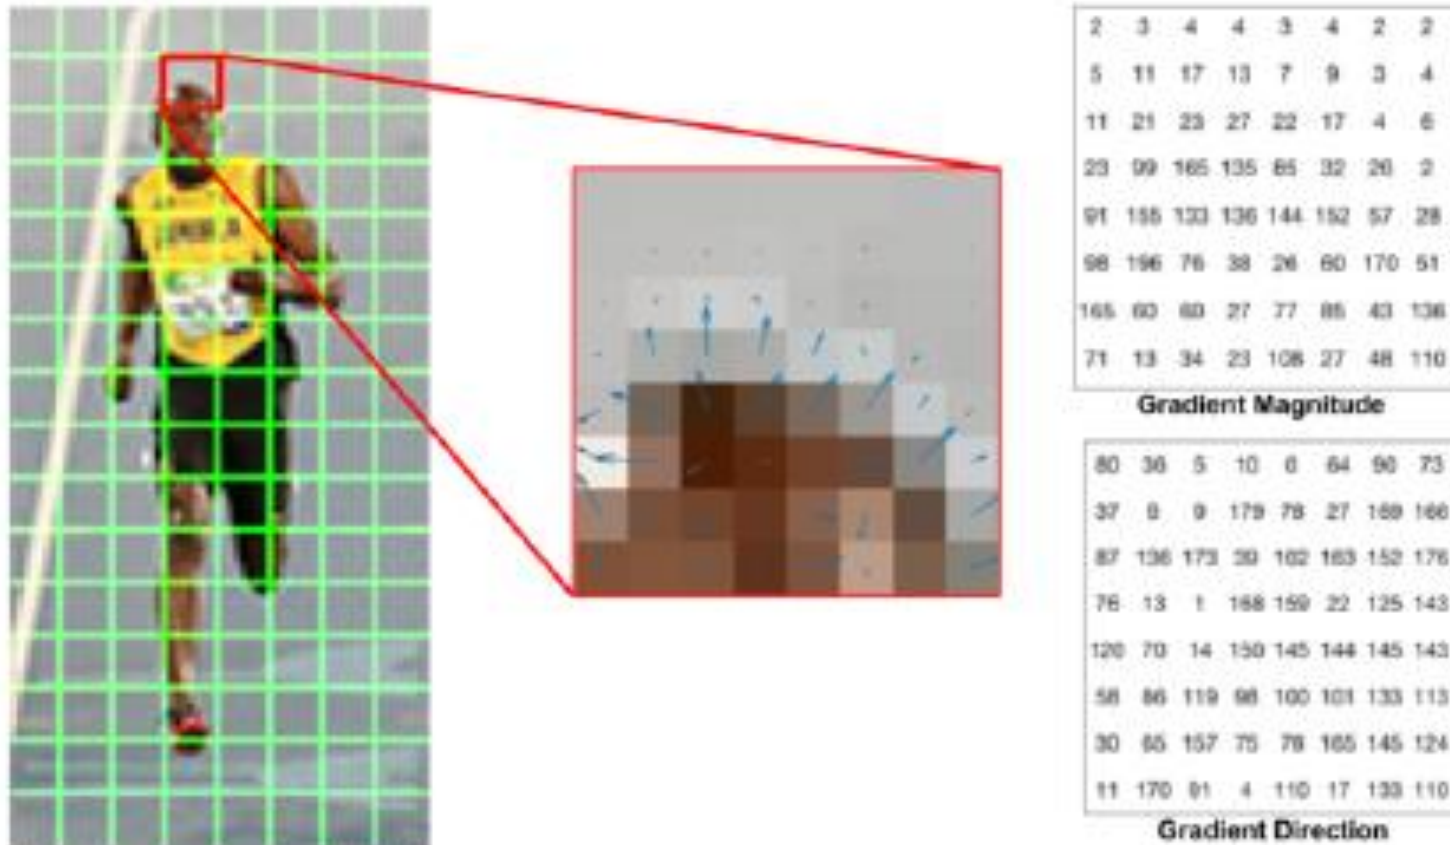 2 3 4 4 3 4 2 2
5 11 17 13 7 9 3 4
11 21 23 27 22 17 4 6
23 99 165 135 85 32 26 2
91 155 133 136 144 152 57 28
98 196 76 38 26 60 170 51
165 60 60 27 77 85 43 136
71 13 34 23 108 27 48 110
Gradient Magnitude
80 36 5 10 0 64 90 73
37 9 9 179 78 27 169 166
87 136 173 39 102 163 152 176
76 13 1 168 159 22 125 143
120 70 14 150 145 144 145 143
58 86 119 98 100 101 133 113
30 65 157 75 78 165 145 124
11 170 91 4 110 17 133 110
Gradient Direction